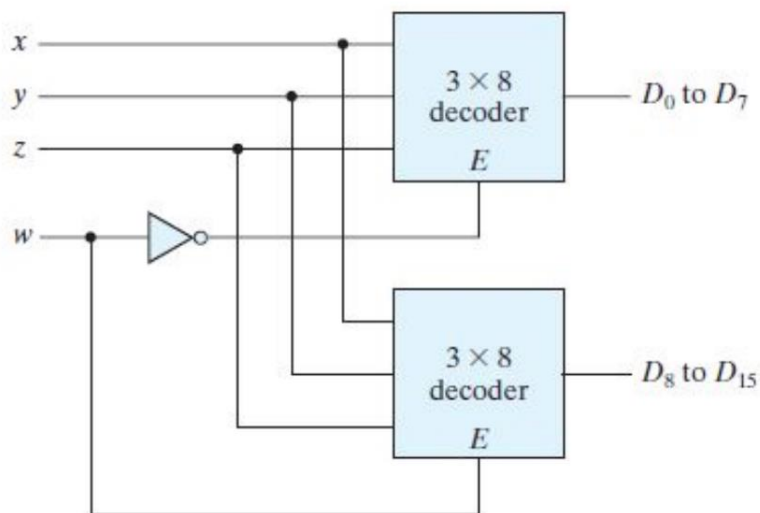 x
y
z
w
3 × 8
decoder
E
D₀ to D₇
3 × 8
decoder
E
D₈ to D₁₅